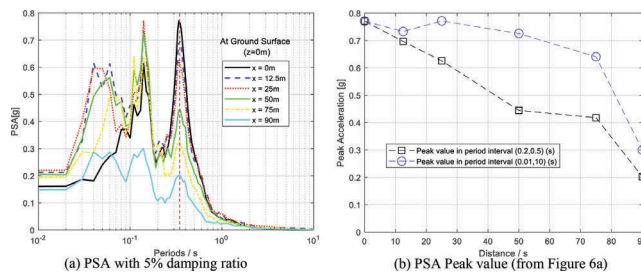 0.8
0.7
0.6
0.5
0.4
0.3
0.2
0.1
0
PSA[g]
10-2
10-1
100
101
Periods / s
At Ground Surface
(z=0m)
x = 0m
x = 12.5m
x = 25m
x = 50m
x = 75m
x = 90m
(a) PSA with 5% damping ratio
0.8
0.7
0.6
0.5
0.4
0.3
0.2
0.1
0
Peak Acceleration [g]
Peak value in period interval (0.2,0.5) (s)
Peak value in period interval (0.01,10) (s)
0 10 20 30 40 50 60 70 80 90
Distance / s
(b) PSA Peak value (from Figure 6a)